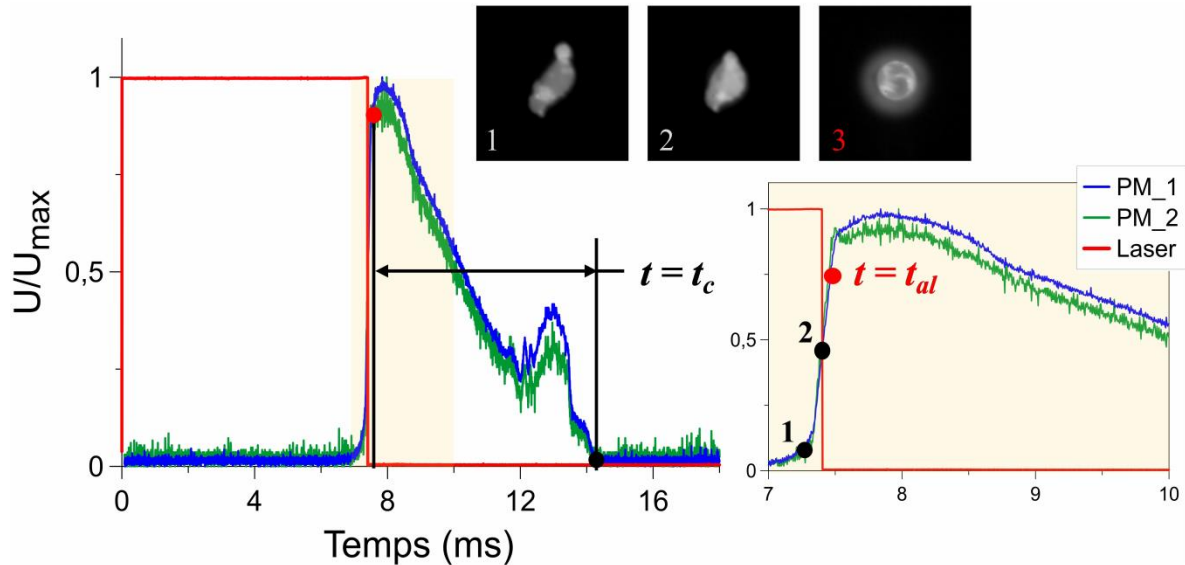 1
2
3
U/U_max
1
0,5
0
0
4
8
12
16
Temps (ms)
t = t_c
PM_1
PM_2
Laser
1
0,5
0
7
8
9
10
1
2
t = t_al